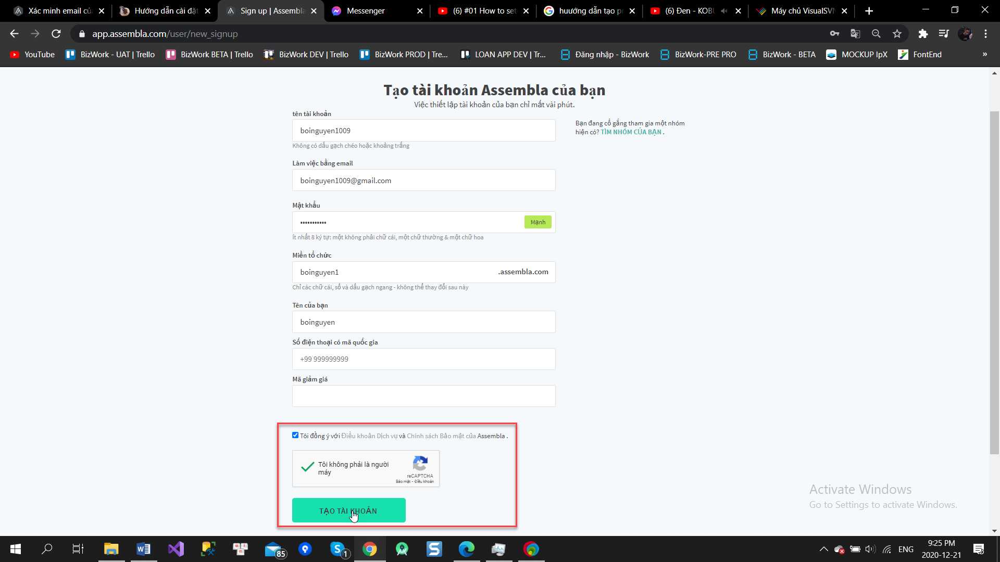 Xác minh email củ
Hướng dẫn cài đặt
Sign up | Assembla
Messenger
(6) #01 How to set
huướng dẫn tạo pr
(6) Đen - KOBU
Máy chủ VisualSVN
app.assembla.com/user/new_signup
YouTube
BizWork - UAT | Trello
BizWork BETA | Trello
BizWork DEV | Trello
BizWork PROD | Tre...
LOAN APP DEV | Tr...
Đăng nhập - BizWork
BizWork-PRE PRO
BizWork - BETA
MOCKUP IpX
FontEnd
»
Tạo tài khoản Assembla của bạn
Việc thiết lập tài khoản của bạn chỉ mất vài phút.
tên tài khoản
boinguyen1009
Không có dấu gạch chéo hoặc khoảng trắng
Bạn đang cố gắng tham gia một nhóm
hiện có? TÌM NHÓM CỦA BẠN .
Làm việc bằng email
boinguyen1009@gmail.com
Mật khẩu
•••••••••••
Mạnh
Ít nhất 8 ký tự: một không phải chữ cái, một chữ thường & một chữ hoa
Miền tổ chức
boinguyen1
.assembla.com
Chỉ các chữ cái, số và dấu gạch ngang - không thể thay đổi sau này
Tên của bạn
boinguyen
Số điện thoại có mã quốc gia
+99 999999999
Mã giảm giá
Tôi đồng ý với Điều khoản Dịch vụ và Chính sách Bảo mật của Assembla .
Tôi không phải là người
máy
reCAPTCHA
Bảo mật - Điều khoản
TẠO TÀI KHOẢN
Activate Windows
Go to Settings to activate Windows.
85
1
ENG
9:25 PM
2020-12-21